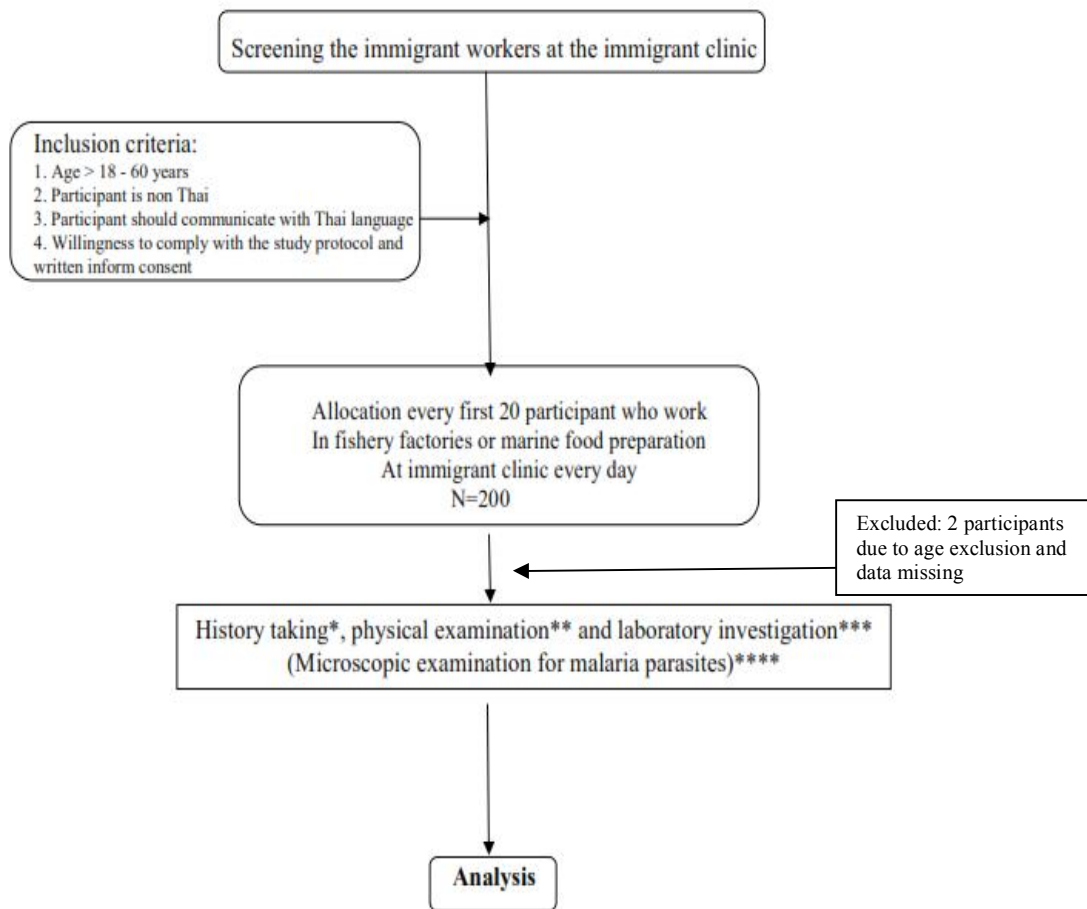 Screening the immigrant workers at the immigrant clinic
Inclusion criteria:
1. Age > 18 - 60 years
2. Participant is non Thai
3. Participant should communicate with Thai language
4. Willingness to comply with the study protocol and
written inform consent
Allocation every first 20 participant who work
In fishery factories or marine food preparation
At immigrant clinic every day
N=200
Excluded: 2 participants
due to age exclusion and
data missing
History taking*, physical examination** and laboratory investigation***
(Microscopic examination for malaria parasites)****
Analysis